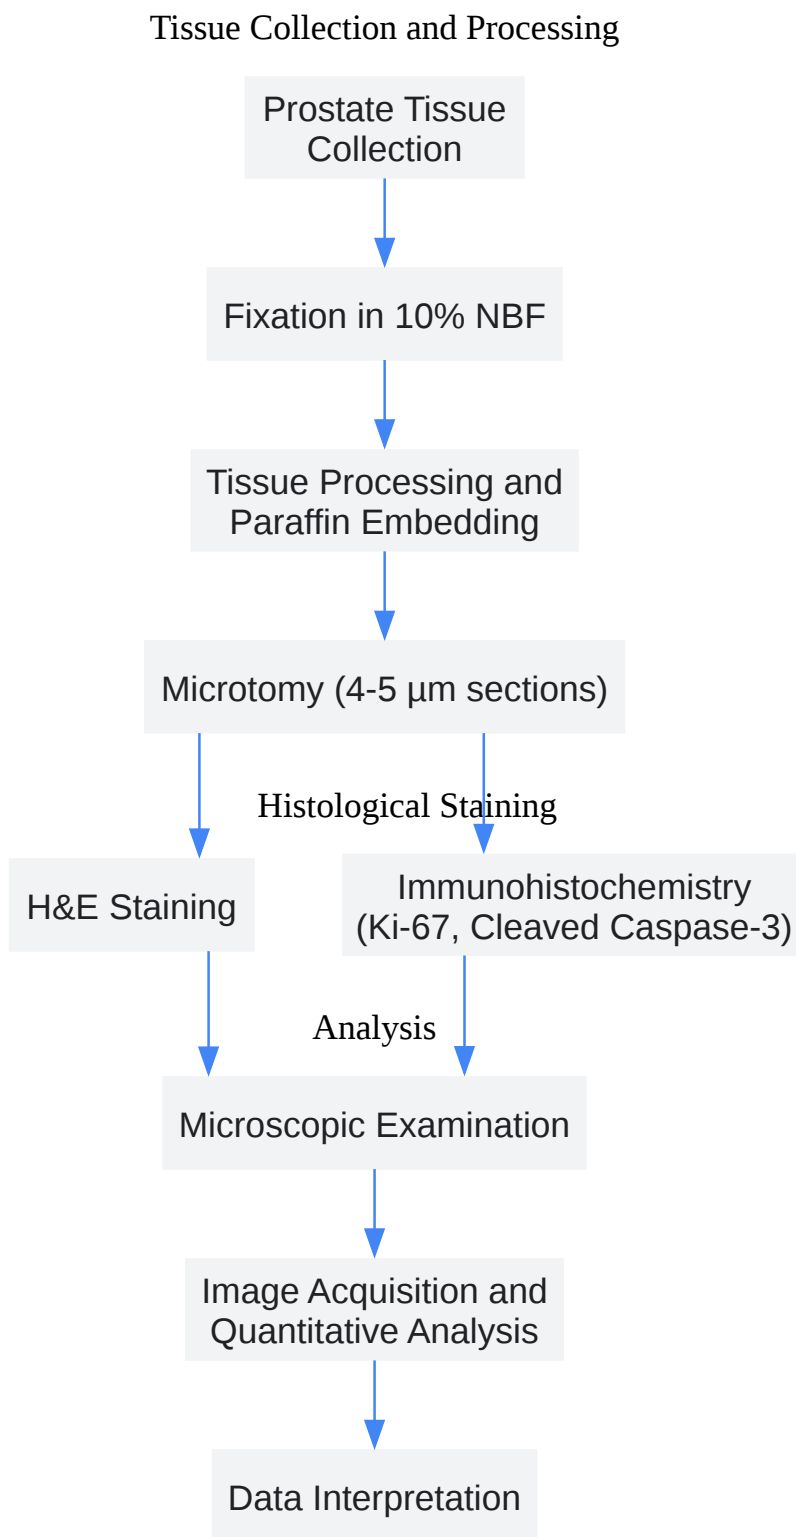 Tissue Collection and Processing
Prostate Tissue
Collection
Fixation in 10% NBF
Tissue Processing and
Paraffin Embedding
Microtomy (4-5 µm sections)
Histological Staining
H&E Staining
Immunohistochemistry
(Ki-67, Cleaved Caspase-3)
Analysis
Microscopic Examination
Image Acquisition and
Quantitative Analysis
Data Interpretation